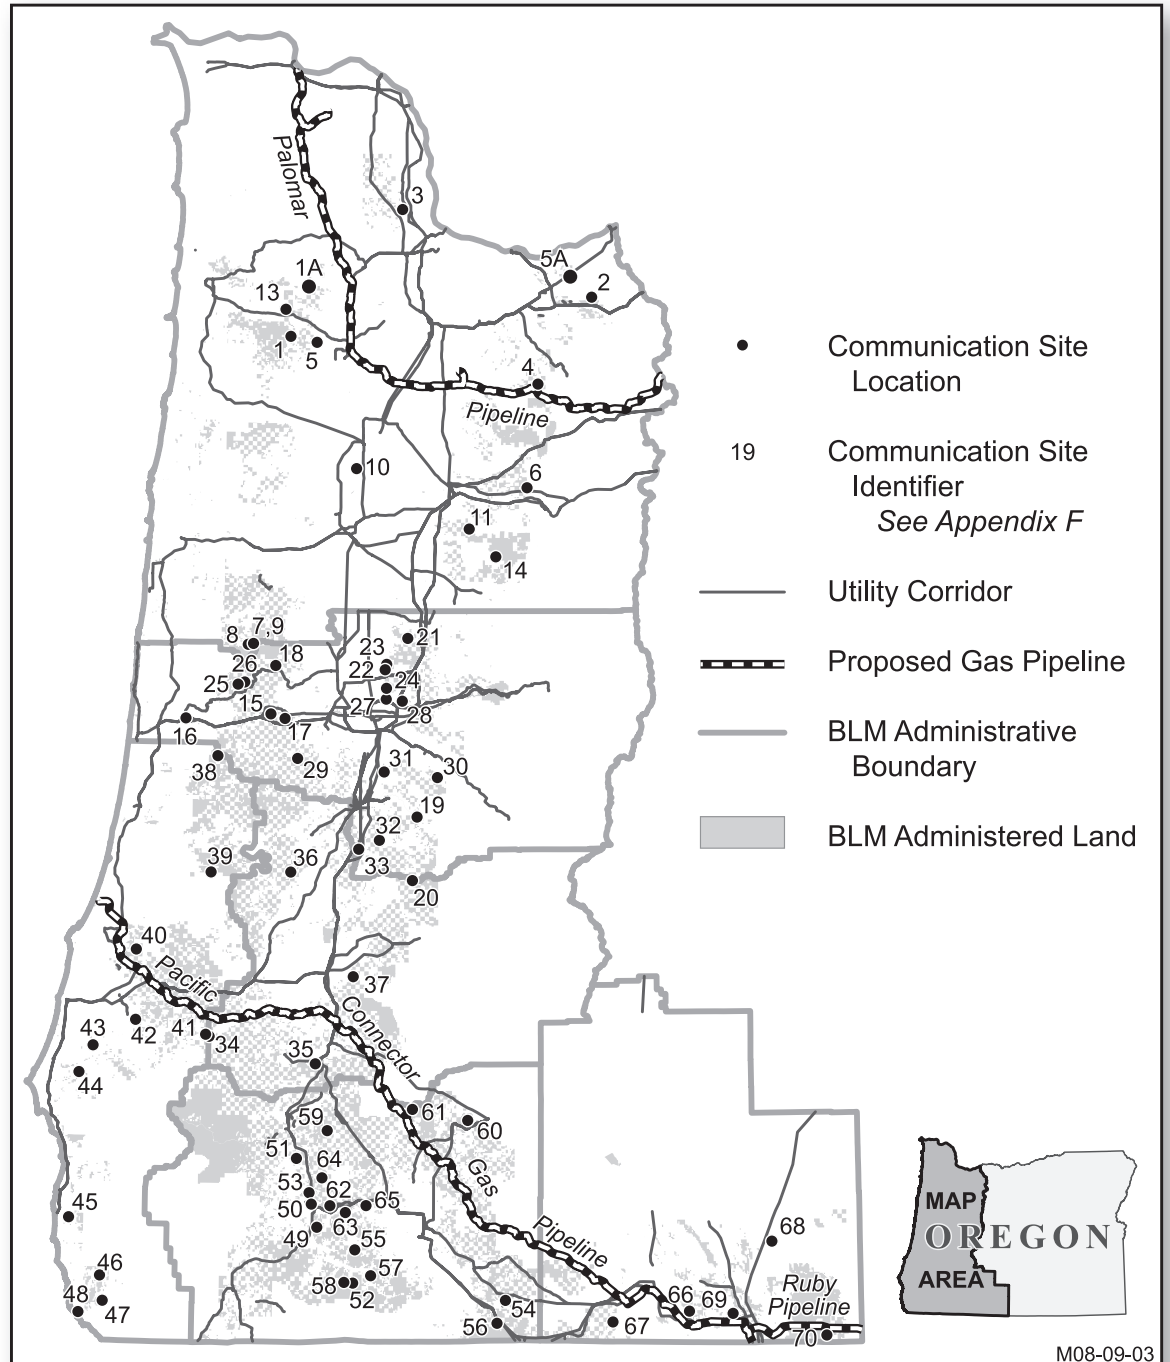 Palomar
3
1A
5A
2
13
1
5
4
Pipeline
10
6
11
14
8
7,9
21
18
23
26
22
25
24
15
27
28
16
17
38
29
31
30
19
32
39
36
33
20
40
Pacific
37
Connector
43
42
41
34
44
35
61
59
60
51
64
Gas
53
62
65
50
63
45
49
Pipeline
55
68
46
57
58
52
Ruby
Pipeline
48
47
54
66
69
56
67
70
Communication Site
Location
19
Communication Site
Identifier
See Appendix F
Utility Corridor
Proposed Gas Pipeline
BLM Administrative
Boundary
BLM Administered Land
MAP
OREGON
AREA
M08-09-03